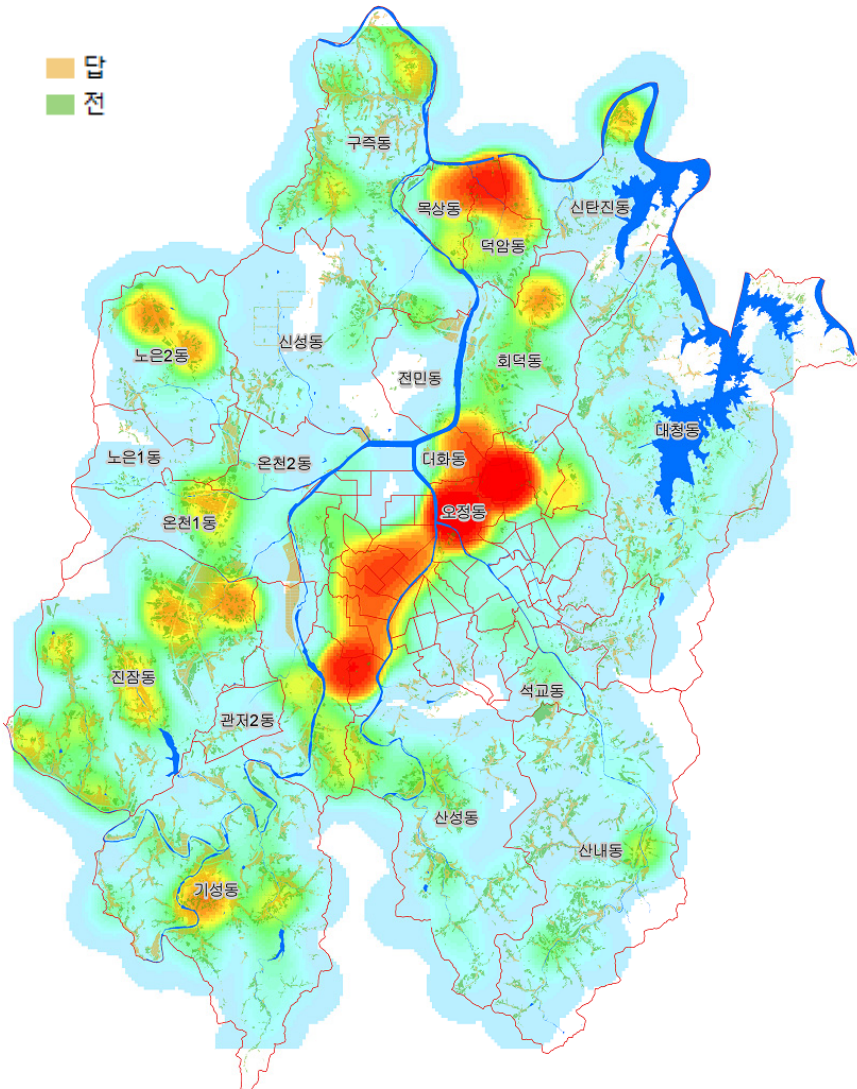 답
전
구즉동
목상동
신탄진동
덕암동
노은2동
신성동
회덕동
전민동
대청동
노은1동
온천2동
대화동
온천1동
오정동
진잠동
석교동
관저2동
산성동
산내동
기성동